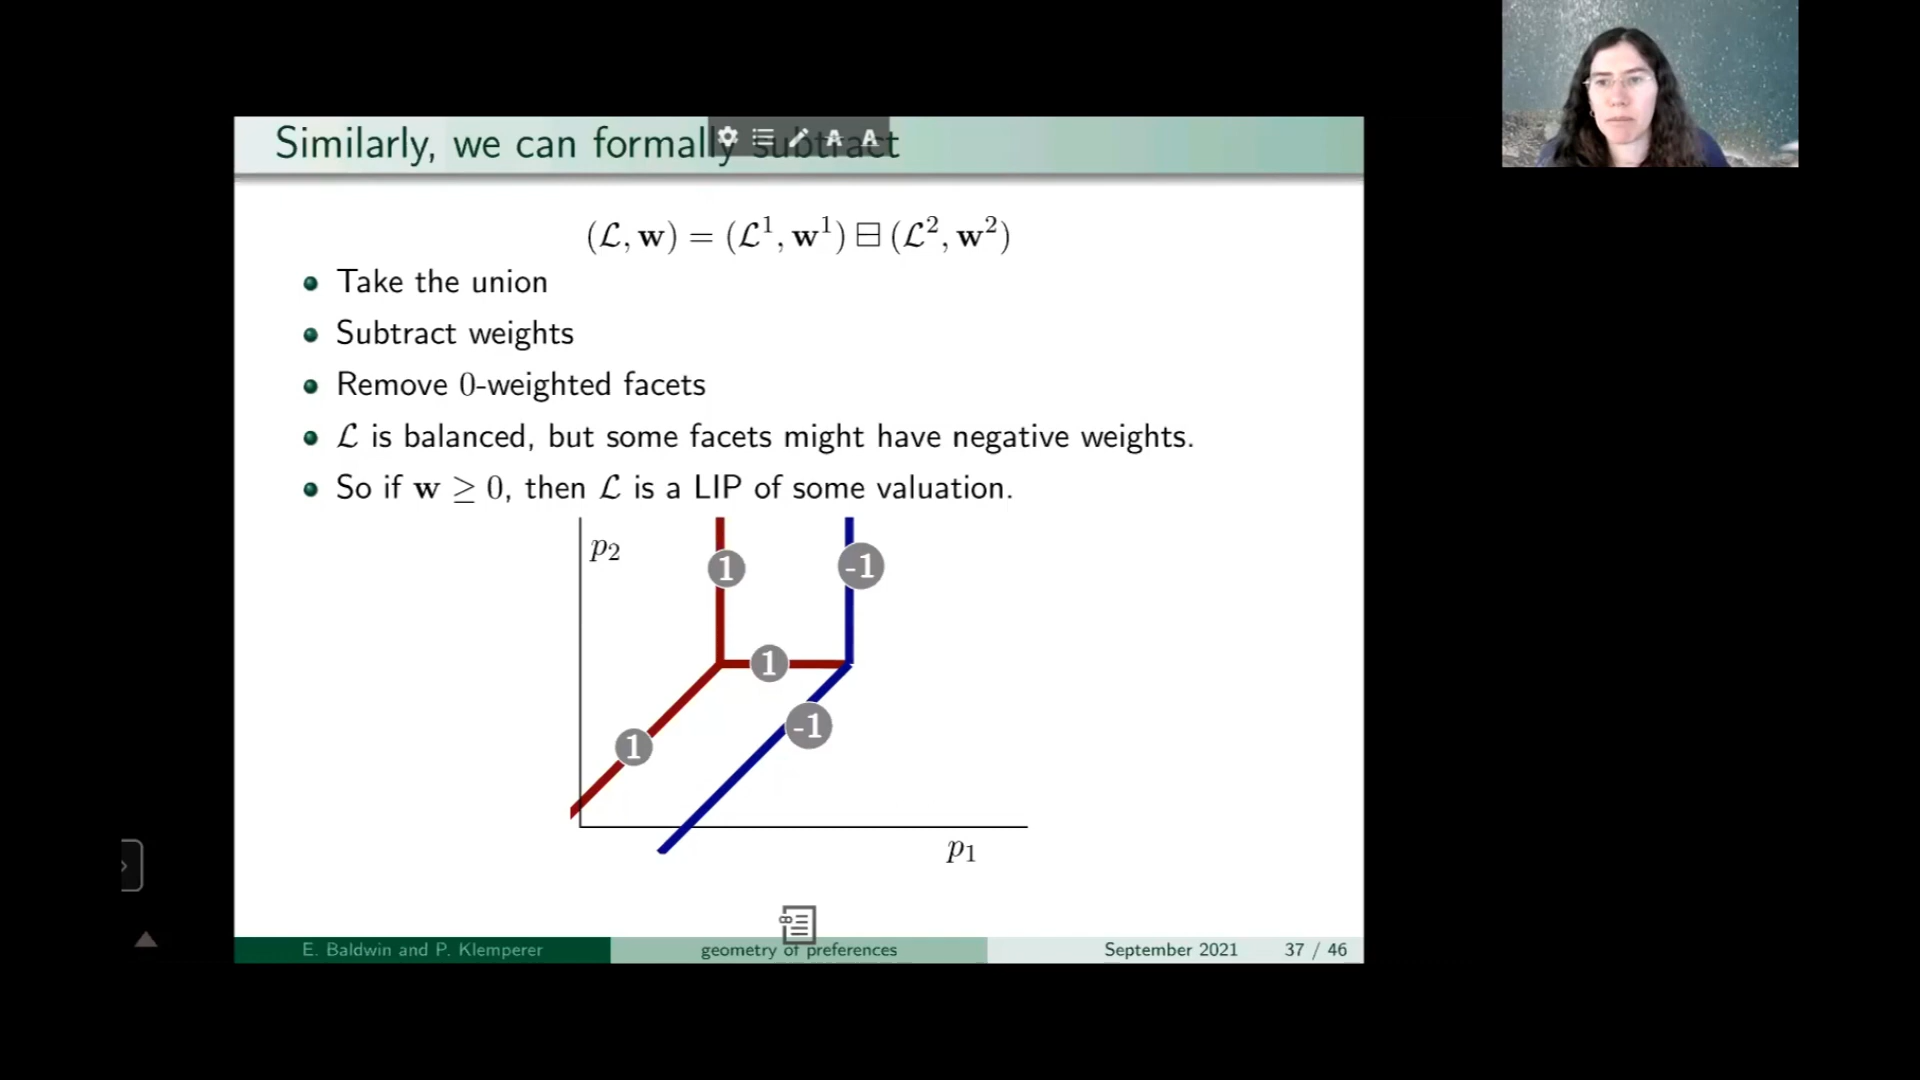 Similarly, we can formally subtract
(ℒ, w) = (ℒ¹, w¹) ⊟ (ℒ², w²)
Take the union
Subtract weights
Remove 0-weighted facets
ℒ is balanced, but some facets might have negative weights.
So if w ≥ 0, then ℒ is a LIP of some valuation.
p₂
1
-1
1
-1
1
p₁
E. Baldwin and P. Klemperer geometry of preferences September 2021 37 / 46